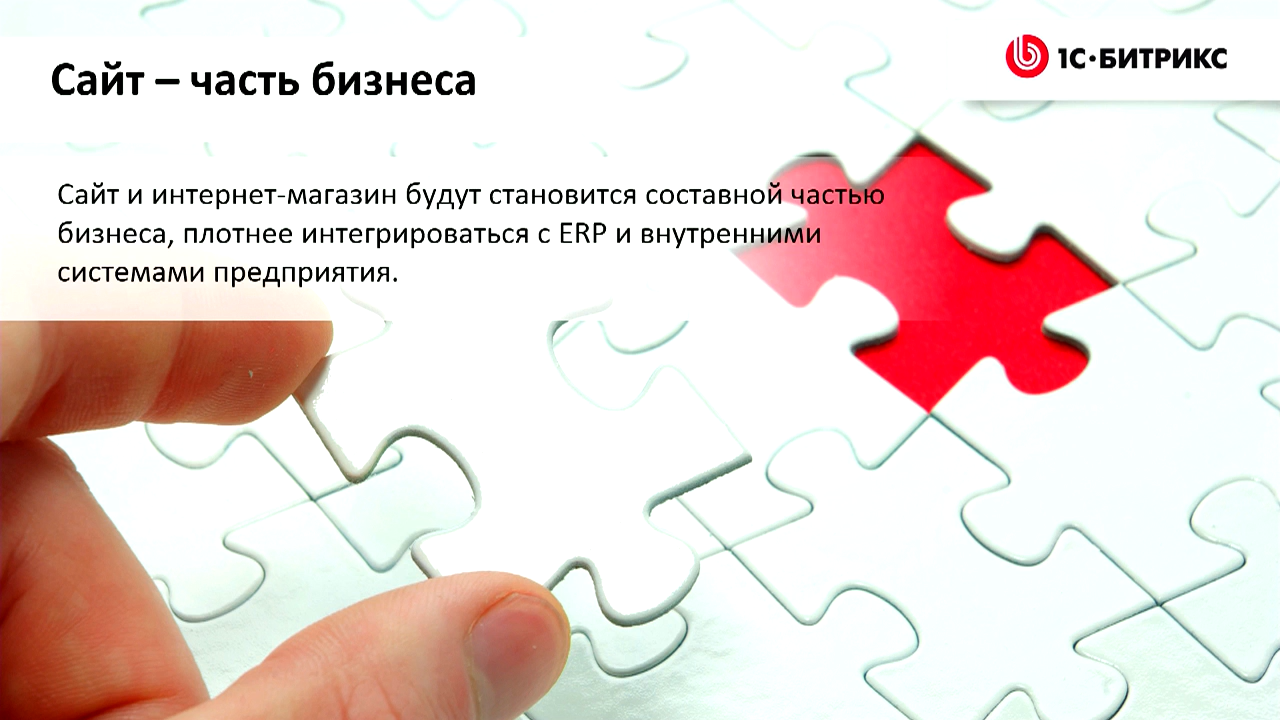 Сайт – часть бизнеса
1С·БИТРИКС
Сайт и интернет-магазин будут становится составной частью
бизнеса, плотнее интегрироваться с ERP и внутренними
системами предприятия.